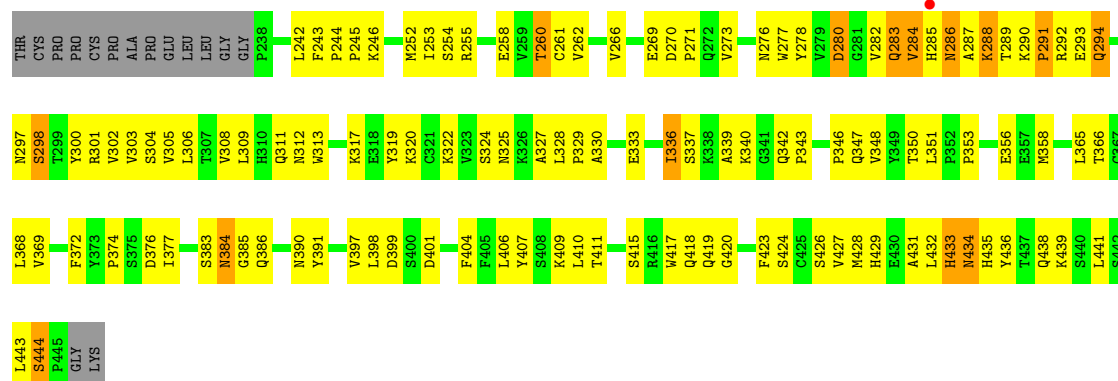 THR CYS PRO PRO CYS PRO ALA PRO GLU LEU LEU GLY GLY P238 L242 F243 P244 P245 K246 M252 I253 S254 R255 E258 V259 T260 C261 V262 V266 E269 D270 P271 Q272 V273 N276 W277 Y278 V279 D280 G281 V282 Q283 V284 H285 N286 A287 K288 T289 K290 P291 R292 E293 Q294
N297 S298 T299 Y300 R301 V302 V303 S304 V305 L306 T307 V308 L309 H310 Q311 N312 W313 K317 E318 Y319 K320 C321 K322 V323 S324 N325 K326 A327 L328 P329 A330 E333 I336 S337 K338 A339 K340 G341 Q342 P343 P346 Q347 V348 Y349 T350 L351 P352 P353 E356 E357 M358 L365 T366 C367
L368 V369 F372 Y373 P374 S375 D376 I377 S383 N384 G385 Q386 N390 Y391 V397 L398 D399 S400 D401 F404 F405 L406 Y407 S408 K409 L410 T411 S415 R416 W417 Q418 Q419 G420 F423 S424 C425 S426 V427 M428 H429 E430 A431 L432 H433 N434 H435 Y436 T437 Q438 K439 S440 L441 S442
L443 S444 P445 GLY LYS